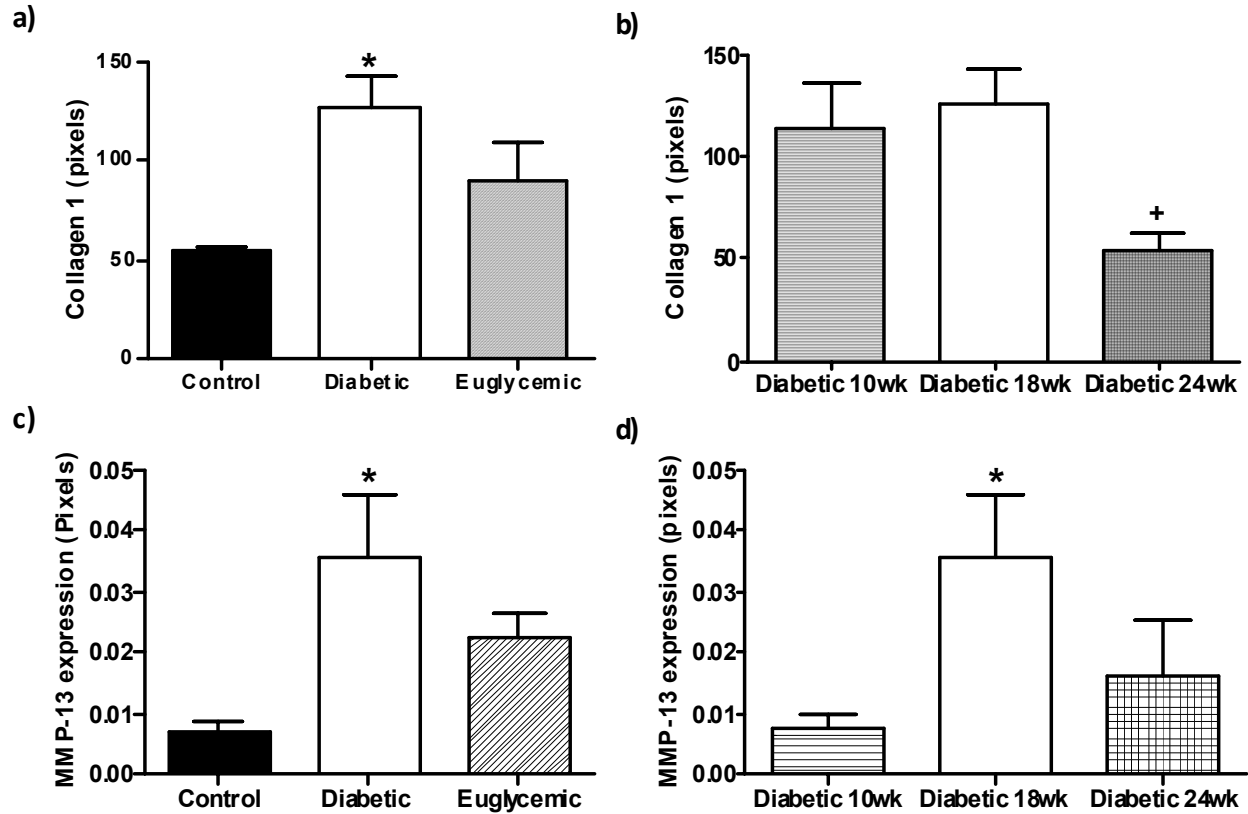 a)
Collagen 1 (pixels)
150
100
50
0
*
Control Diabetic Euglycemic
b)
Collagen 1 (pixels)
150
100
50
0
+
Diabetic 10wk Diabetic 18wk Diabetic 24wk
c)
MMP-13 expression (Pixels)
0.05
0.04
0.03
0.02
0.01
0.00
*
Control Diabetic Euglycemic
d)
MMP-13 expression (pixels)
0.05
0.04
0.03
0.02
0.01
0.00
*
Diabetic 10wk Diabetic 18wk Diabetic 24wk